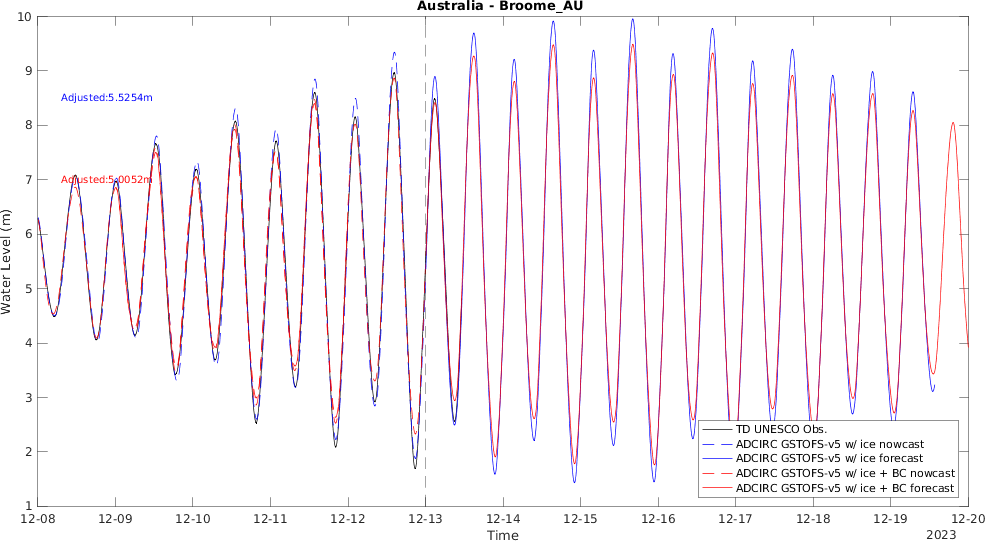 Australia - Broome_AU
10
9
8
7
6
5
4
3
2
1
Water Level (m)
Adjusted:5.5254m
Adjusted:5.0052m
TD UNESCO Obs.
ADCIRC GSTOFS-v5 w/ ice nowcast
ADCIRC GSTOFS-v5 w/ ice forecast
ADCIRC GSTOFS-v5 w/ ice + BC nowcast
ADCIRC GSTOFS-v5 w/ ice + BC forecast
12-08 12-09 12-10 12-11 12-12 12-13 12-14 12-15 12-16 12-17 12-18 12-19 12-20
Time
2023